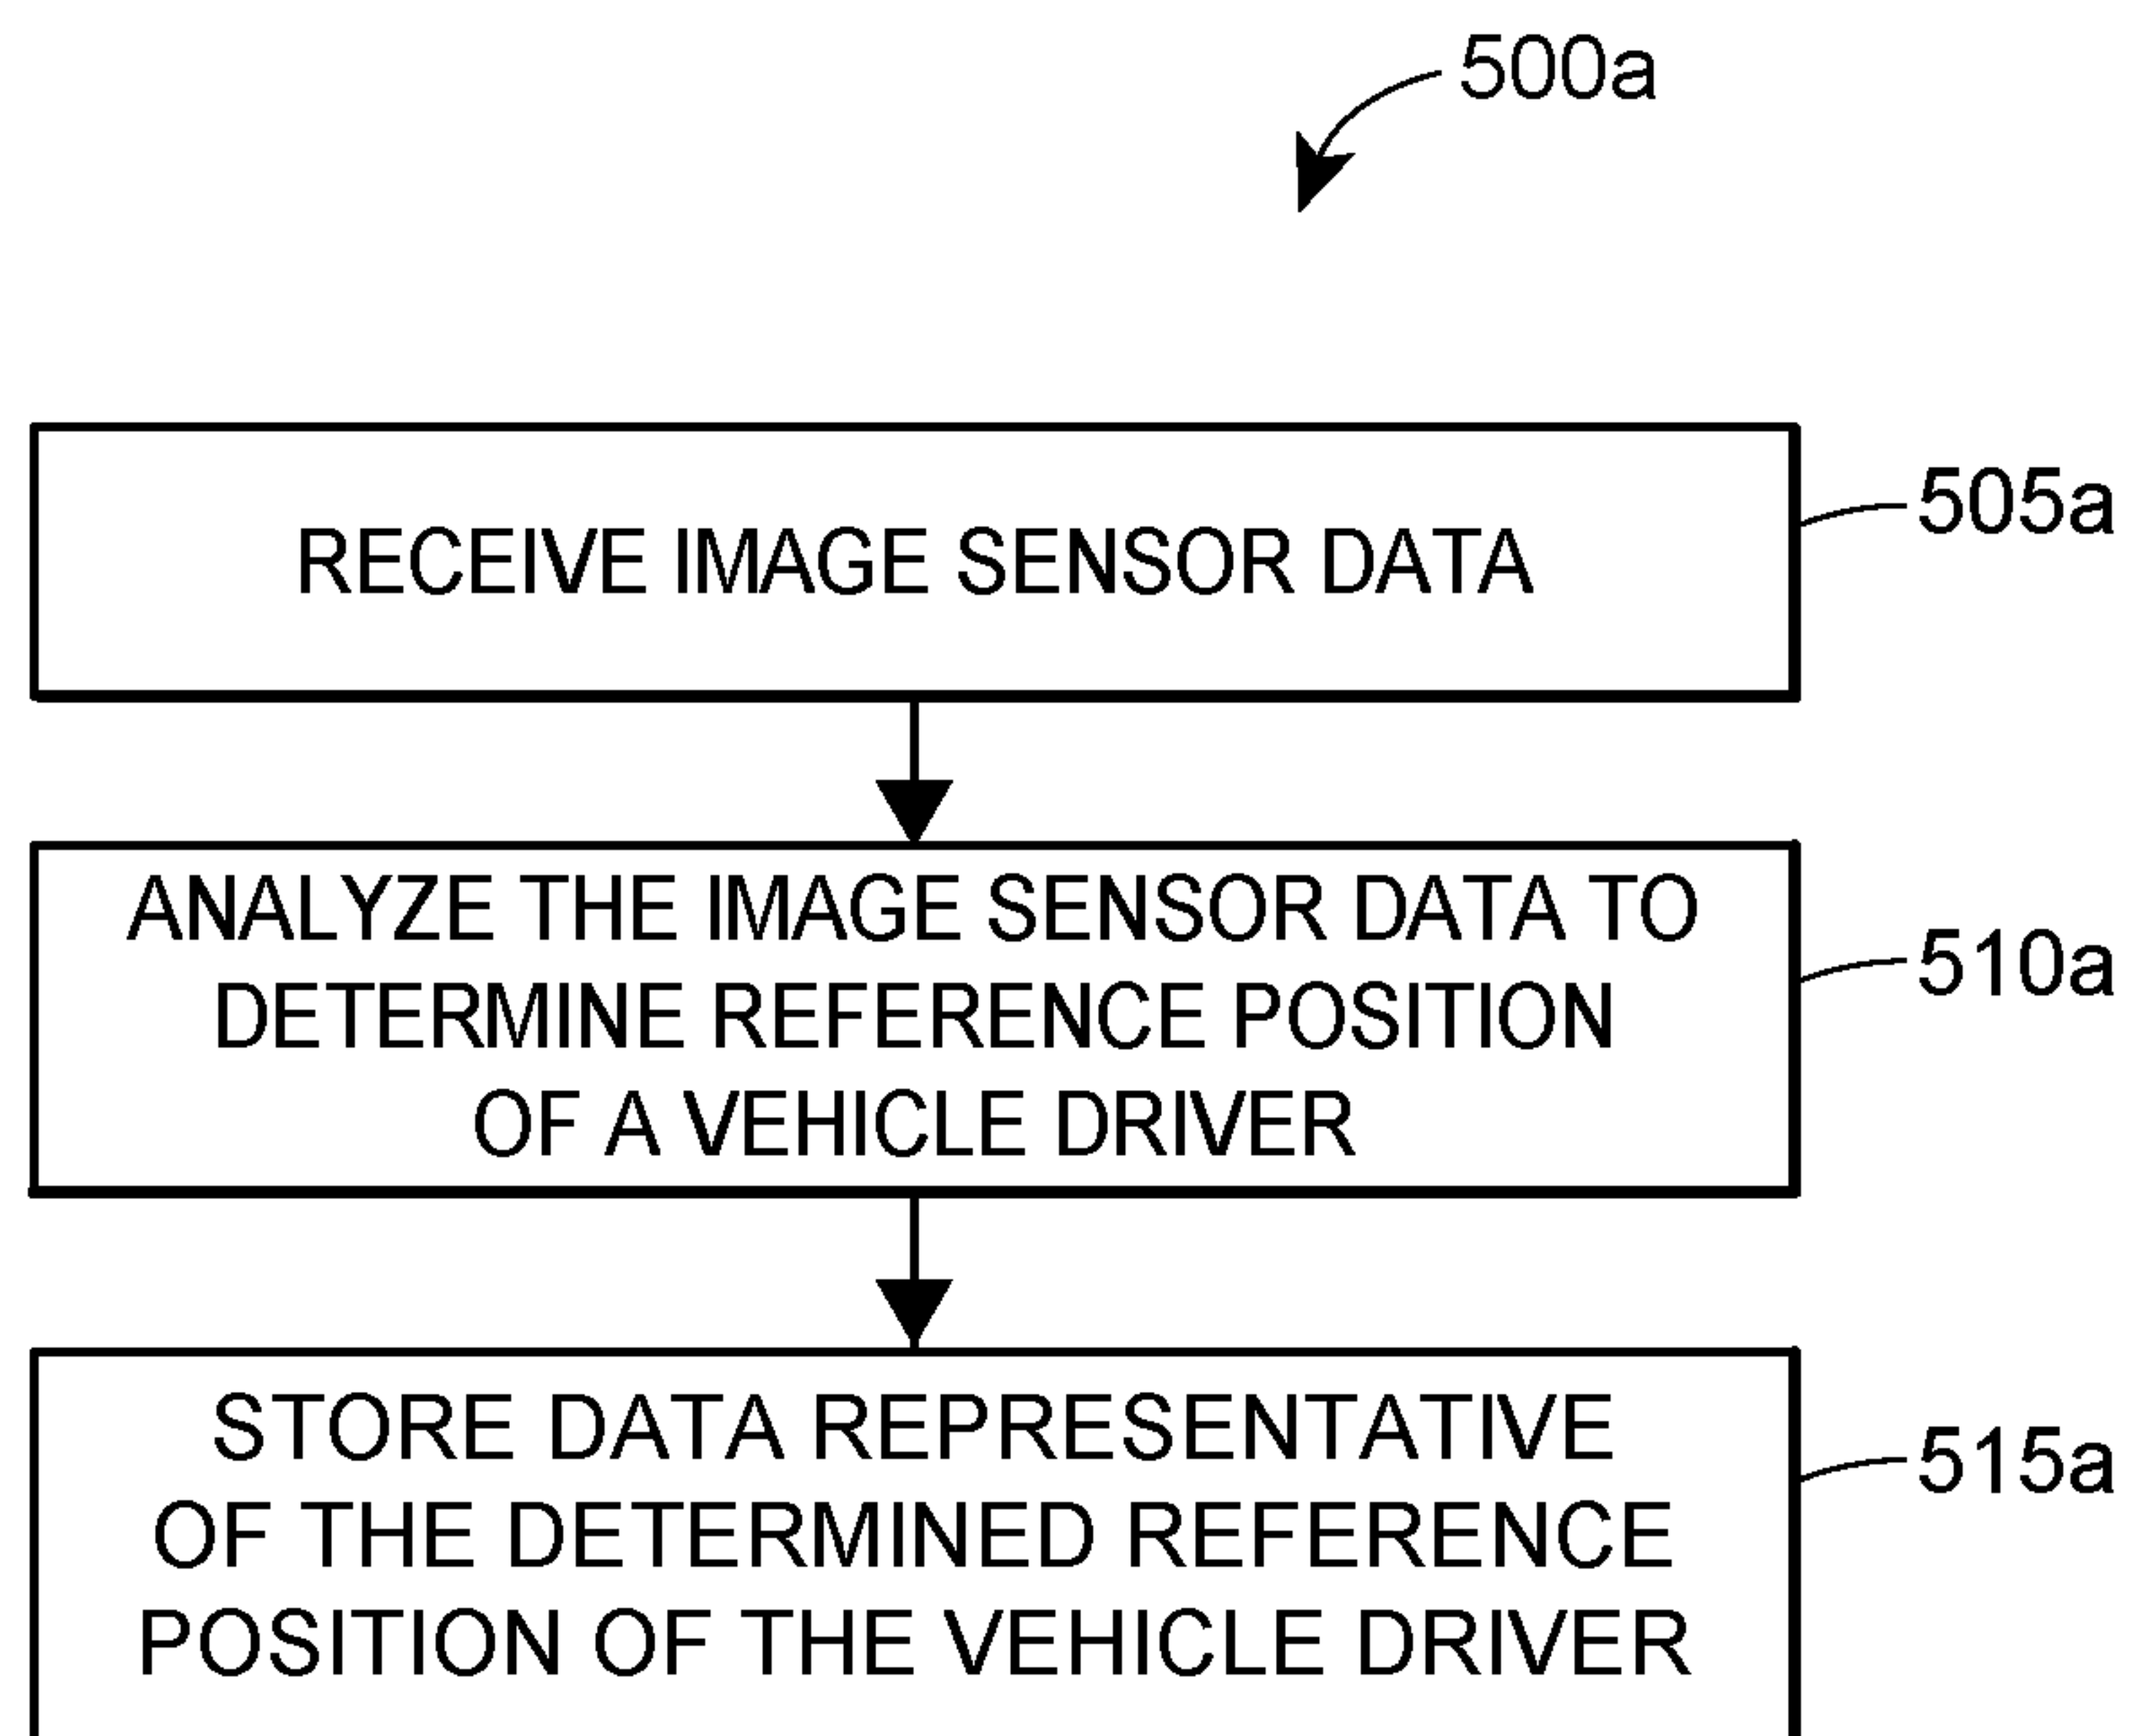 500a
RECEIVE IMAGE SENSOR DATA
505a
ANALYZE THE IMAGE SENSOR DATA TO
DETERMINE REFERENCE POSITION
OF A VEHICLE DRIVER
510a
STORE DATA REPRESENTATIVE
OF THE DETERMINED REFERENCE
POSITION OF THE VEHICLE DRIVER
515a